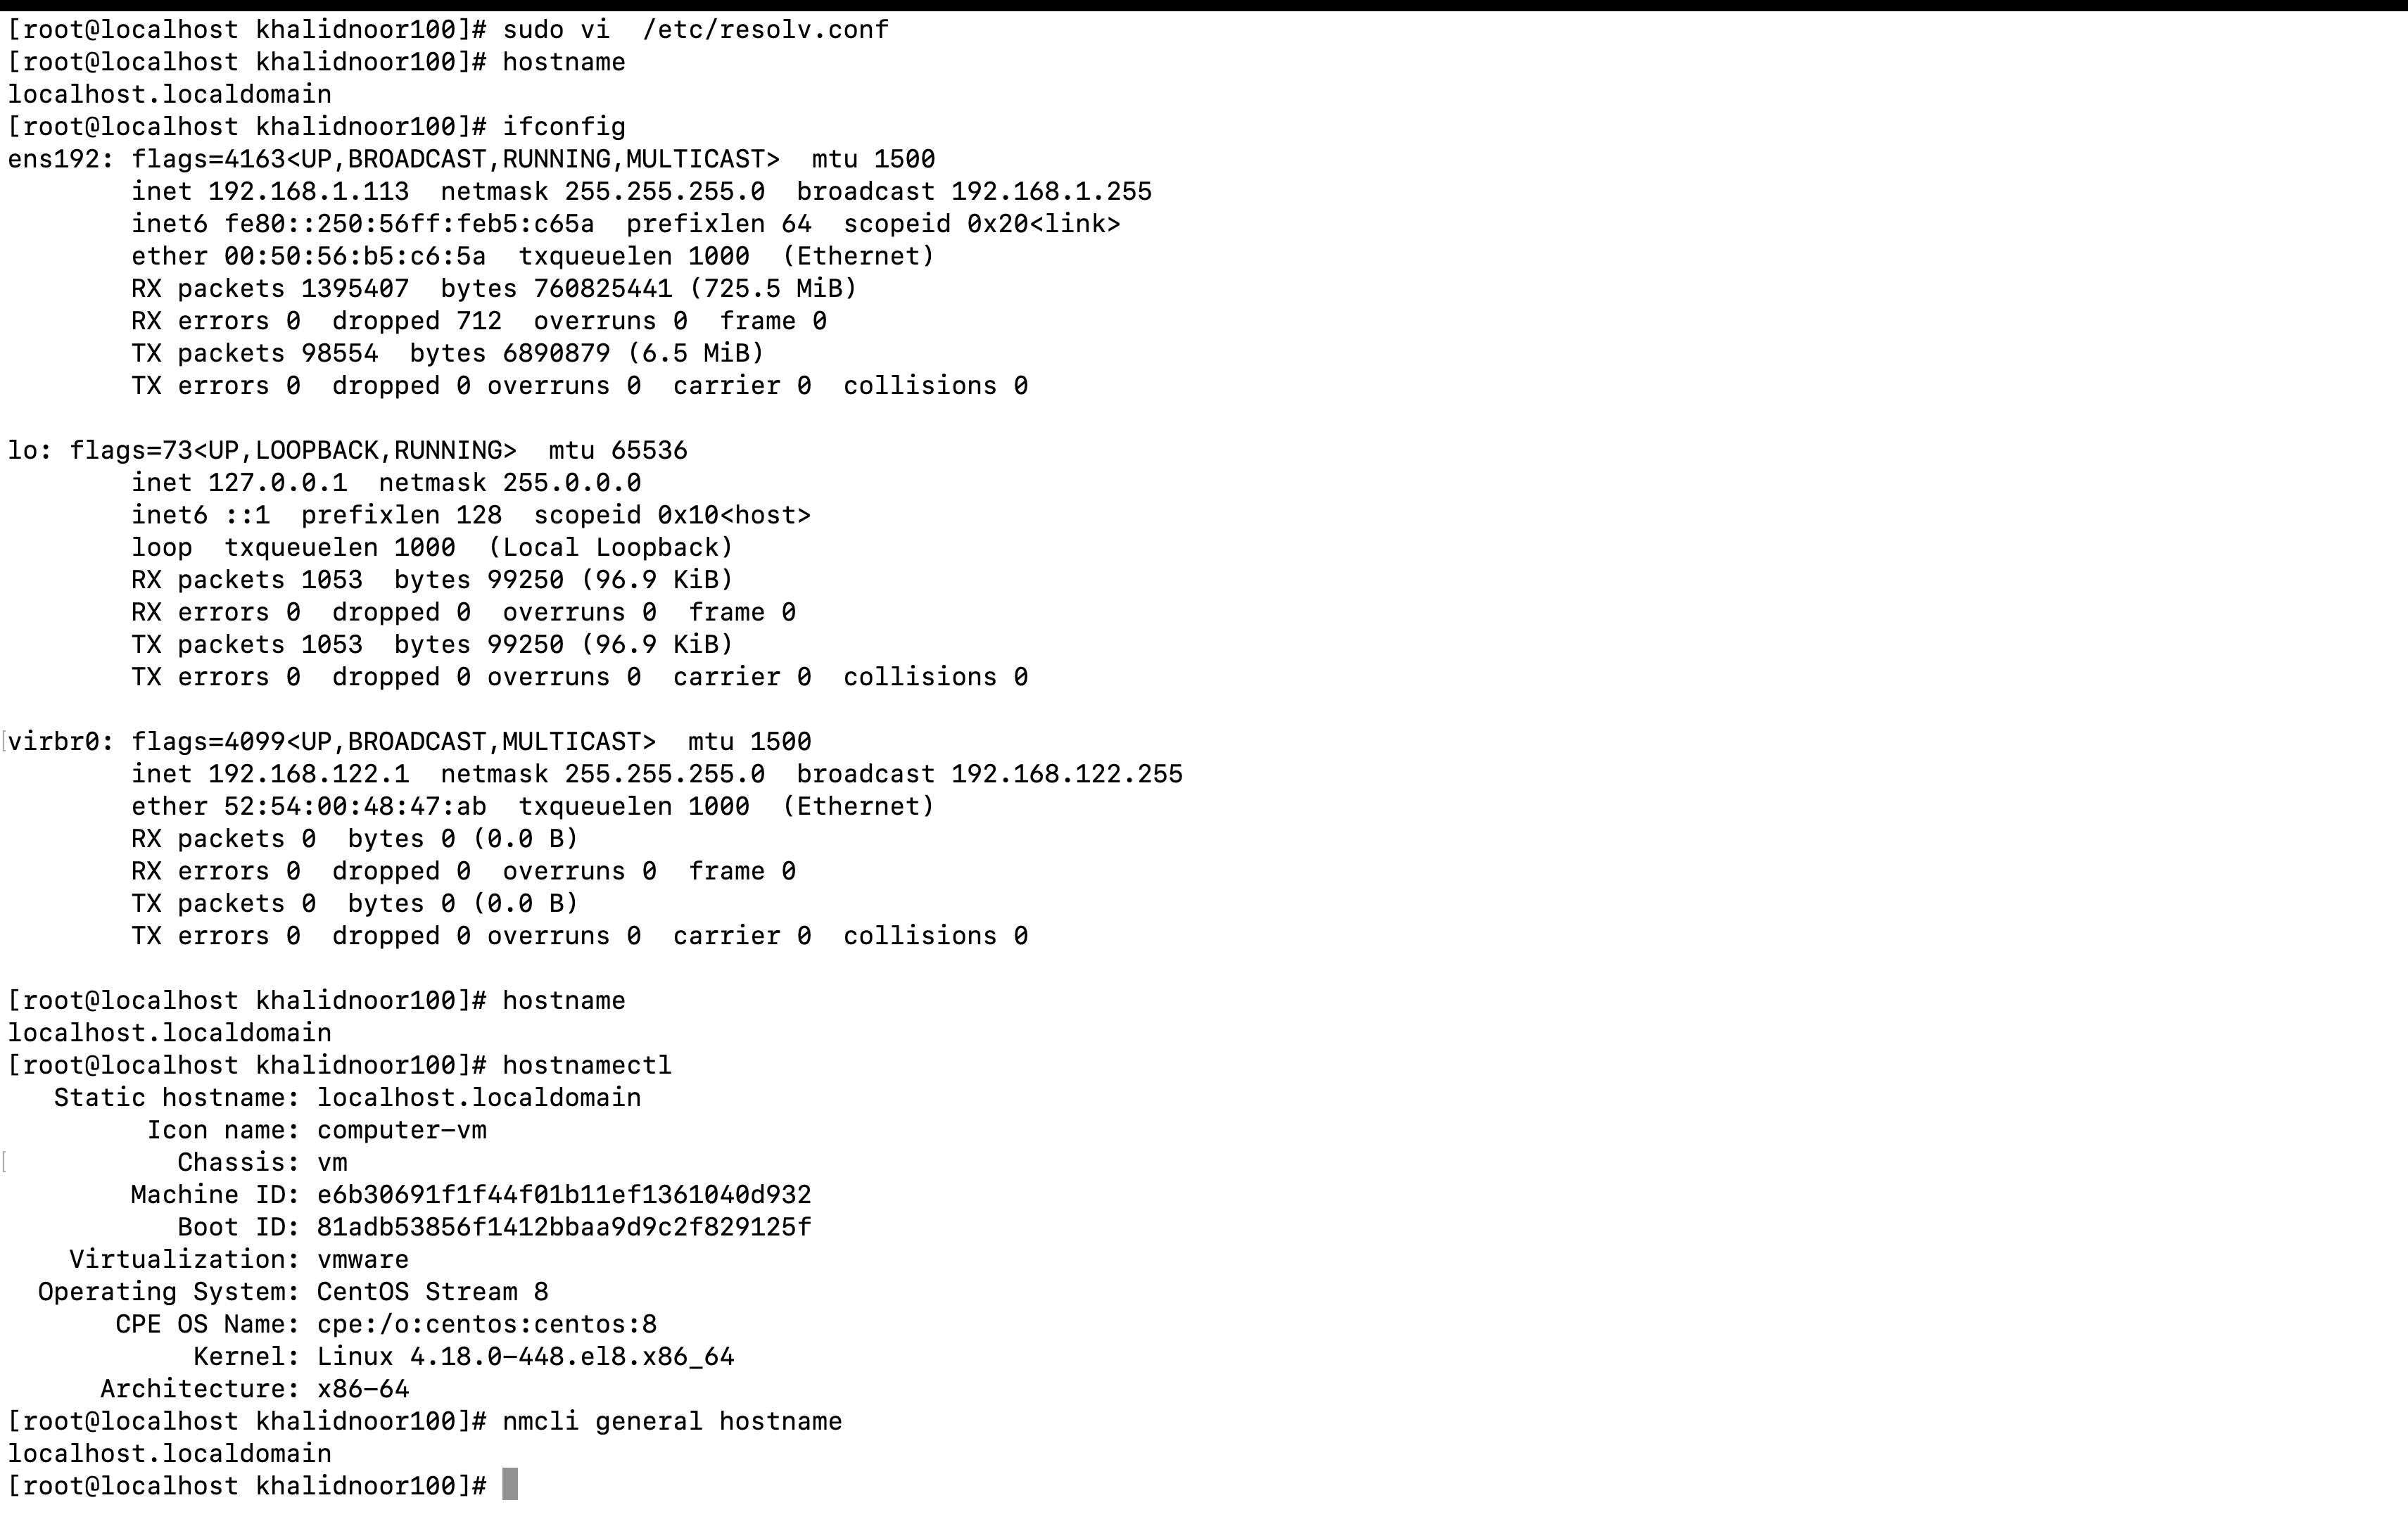 [root@localhost khalidnoor100]# sudo vi  /etc/resolv.conf
[root@localhost khalidnoor100]# hostname
localhost.localdomain
[root@localhost khalidnoor100]# ifconfig
ens192: flags=4163<UP,BROADCAST,RUNNING,MULTICAST>  mtu 1500
        inet 192.168.1.113  netmask 255.255.255.0  broadcast 192.168.1.255
        inet6 fe80::250:56ff:feb5:c65a  prefixlen 64  scopeid 0x20<link>
        ether 00:50:56:b5:c6:5a  txqueuelen 1000  (Ethernet)
        RX packets 1395407  bytes 760825441 (725.5 MiB)
        RX errors 0  dropped 712  overruns 0  frame 0
        TX packets 98554  bytes 6890879 (6.5 MiB)
        TX errors 0  dropped 0 overruns 0  carrier 0  collisions 0

lo: flags=73<UP,LOOPBACK,RUNNING>  mtu 65536
        inet 127.0.0.1  netmask 255.0.0.0
        inet6 ::1  prefixlen 128  scopeid 0x10<host>
        loop  txqueuelen 1000  (Local Loopback)
        RX packets 1053  bytes 99250 (96.9 KiB)
        RX errors 0  dropped 0  overruns 0  frame 0
        TX packets 1053  bytes 99250 (96.9 KiB)
        TX errors 0  dropped 0 overruns 0  carrier 0  collisions 0

virbr0: flags=4099<UP,BROADCAST,MULTICAST>  mtu 1500
        inet 192.168.122.1  netmask 255.255.255.0  broadcast 192.168.122.255
        ether 52:54:00:48:47:ab  txqueuelen 1000  (Ethernet)
        RX packets 0  bytes 0 (0.0 B)
        RX errors 0  dropped 0  overruns 0  frame 0
        TX packets 0  bytes 0 (0.0 B)
        TX errors 0  dropped 0 overruns 0  carrier 0  collisions 0

[root@localhost khalidnoor100]# hostname
localhost.localdomain
[root@localhost khalidnoor100]# hostnamectl
   Static hostname: localhost.localdomain
         Icon name: computer-vm
           Chassis: vm
        Machine ID: e6b30691f1f44f01b11ef1361040d932
           Boot ID: 81adb53856f1412bbaa9d9c2f829125f
    Virtualization: vmware
  Operating System: CentOS Stream 8
       CPE OS Name: cpe:/o:centos:centos:8
            Kernel: Linux 4.18.0-448.el8.x86_64
      Architecture: x86-64
[root@localhost khalidnoor100]# nmcli general hostname
localhost.localdomain
[root@localhost khalidnoor100]#